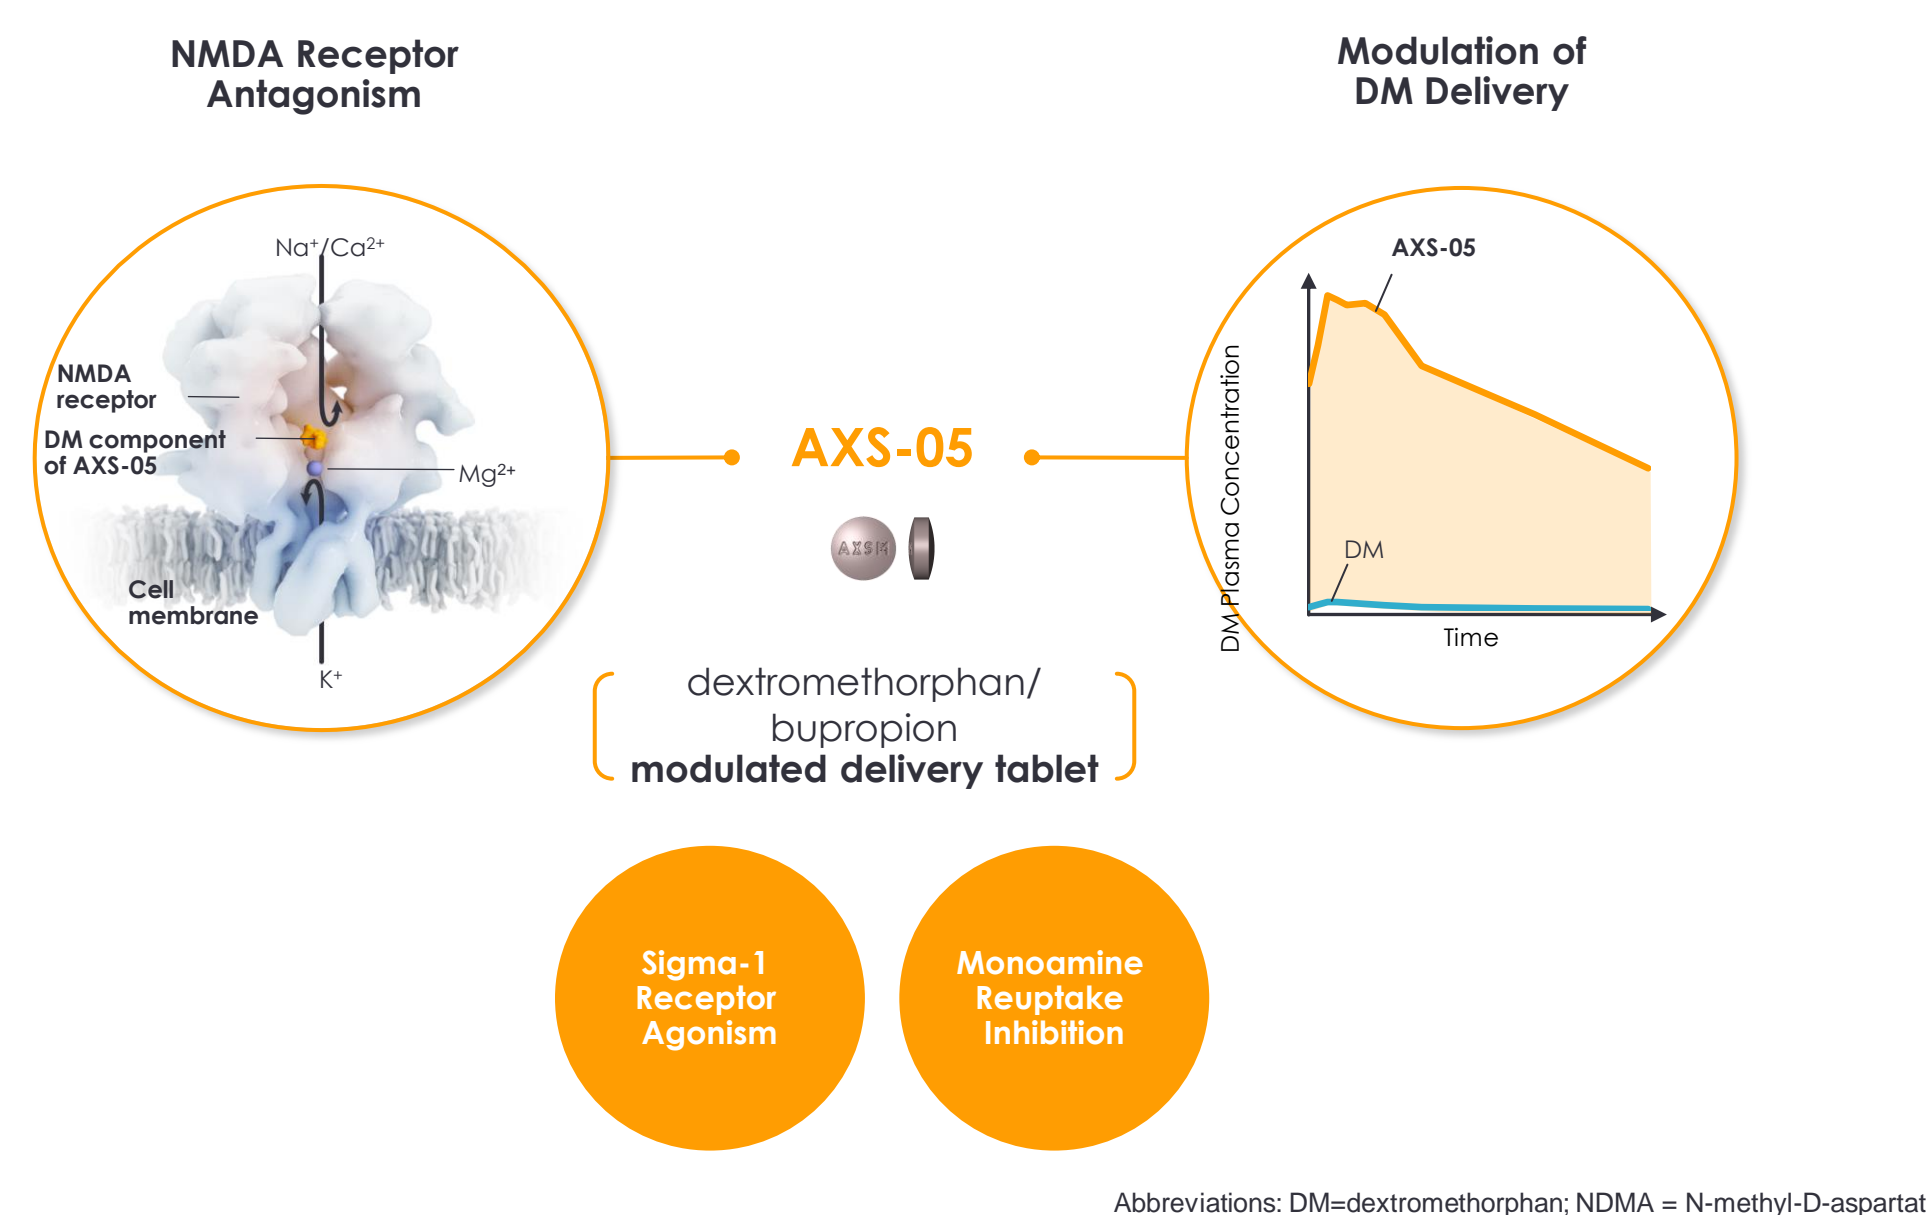 NMDA Receptor
Antagonism
Modulation of
DM Delivery
Na⁺/Ca²⁺
NMDA
receptor
DM component
of AXS-05
Mg²⁺
Cell
membrane
K⁺
AXS-05
AXSM
dextromethorphan/
bupropion
modulated delivery tablet
AXS-05
DM Plasma Concentration
DM
Time
Sigma-1
Receptor
Agonism
Monoamine
Reuptake
Inhibition
Abbreviations: DM=dextromethorphan; NDMA = N-methyl-D-aspartat